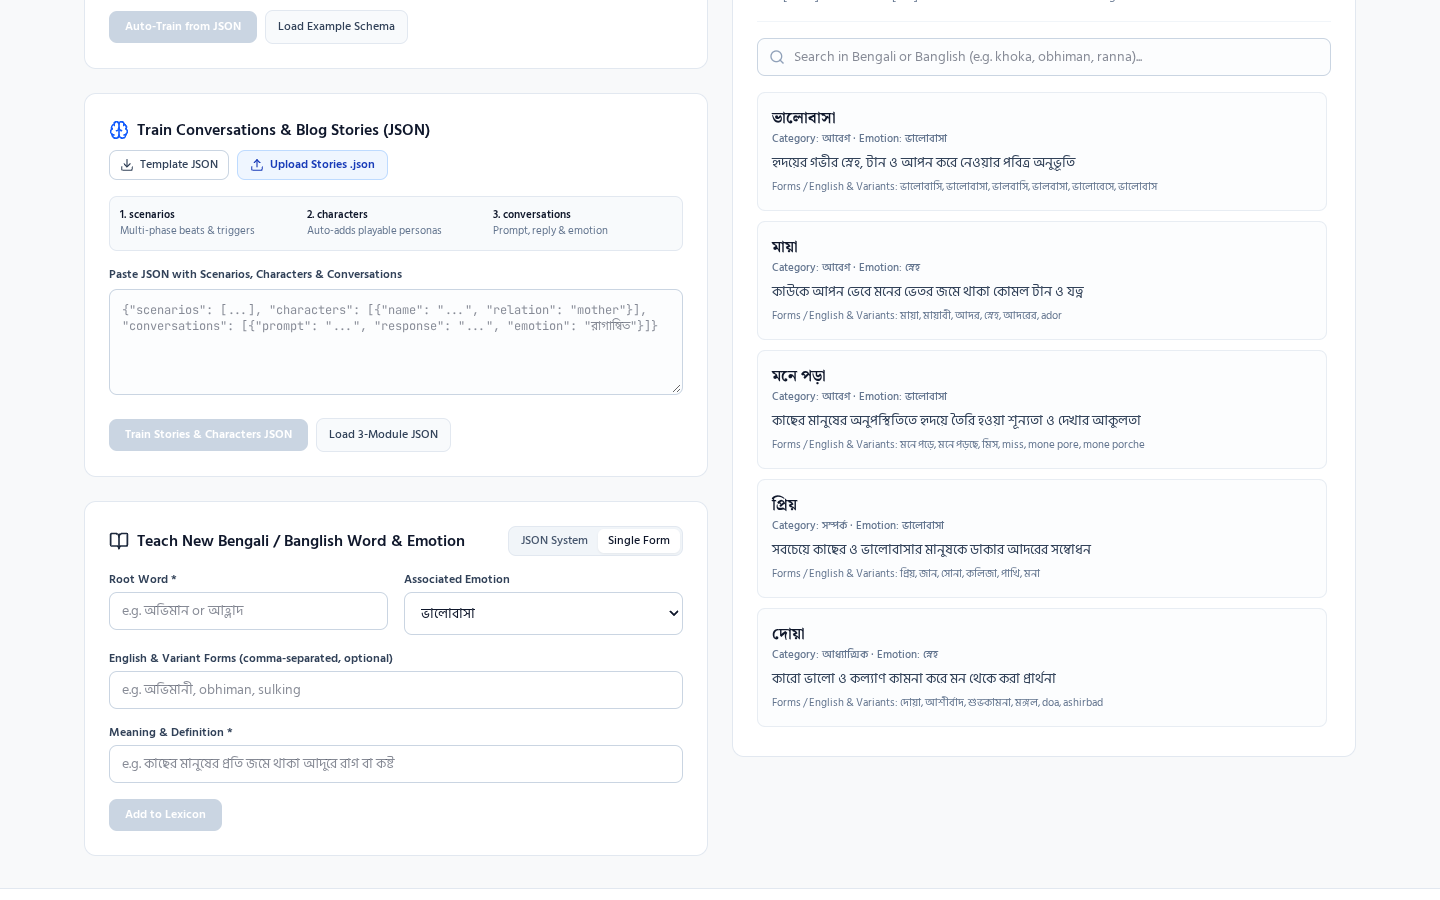 Auto-Train from JSON
Load Example Schema
Train Conversations & Blog Stories (JSON)
Template JSON
Upload Stories .json
1. scenarios
Multi-phase beats & triggers
2. characters
Auto-adds playable personas
3. conversations
Prompt, reply & emotion
Paste JSON with Scenarios, Characters & Conversations
{"scenarios": [...], "characters": [{"name": "...", "relation": "mother"}],
"conversations": [{"prompt": "...", "response": "...", "emotion": "রাগান্বিত"}]}
Train Stories & Characters JSON
Load 3-Module JSON
Teach New Bengali / Banglish Word & Emotion
JSON System
Single Form
Root Word *
e.g. অভিমান or আহ্লাদ
Associated Emotion
ভালোবাসা
English & Variant Forms (comma-separated, optional)
e.g. অভিমানী, obhiman, sulking
Meaning & Definition *
e.g. কাছের মানুষের প্রতি জমে থাকা আদুরে রাগ বা কষ্ট
Add to Lexicon
Search in Bengali or Banglish (e.g. khoka, obhiman, ranna)...
ভালোবাসা
Category: আবেগ · Emotion: ভালোবাসা
হৃদয়ের গভীর স্নেহ, টান ও আপন করে নেওয়ার পবিত্র অনুভূতি
Forms / English & Variants: ভালোবাসি, ভালোবাসা, ভালবাসি, ভালবাসা, ভালোবেসে, ভালোবাস
মায়া
Category: আবেগ · Emotion: স্নেহ
কাউকে আপন ভেবে মনের ভেতর জমে থাকা কোমল টান ও যত্ন
Forms / English & Variants: মায়া, মায়াবী, আদর, স্নেহ, আদরের, ador
মনে পড়া
Category: আবেগ · Emotion: ভালোবাসা
কাছের মানুষের অনুপস্থিতিতে হৃদয়ে তৈরি হওয়া শূন্যতা ও দেখার আকুলতা
Forms / English & Variants: মনে পড়ে, মনে পড়ছে, মিস, miss, mone pore, mone porche
প্রিয়
Category: সম্পর্ক · Emotion: ভালোবাসা
সবচেয়ে কাছের ও ভালোবাসার মানুষকে ডাকার আদরের সম্বোধন
Forms / English & Variants: প্রিয়, জান, সোনা, কলিজা, পাখি, মনা
দোয়া
Category: আধ্যাত্মিক · Emotion: স্নেহ
কারো ভালো ও কল্যাণ কামনা করে মন থেকে করা প্রার্থনা
Forms / English & Variants: দোয়া, আশীর্বাদ, শুভকামনা, মঙ্গল, doa, ashirbad